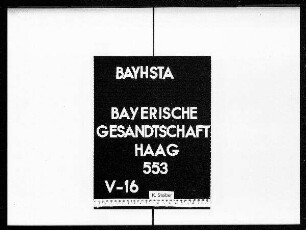 BAYHSTA
BAYERISCHE
GESANDTSCHAFT
HAAG
553
V-16